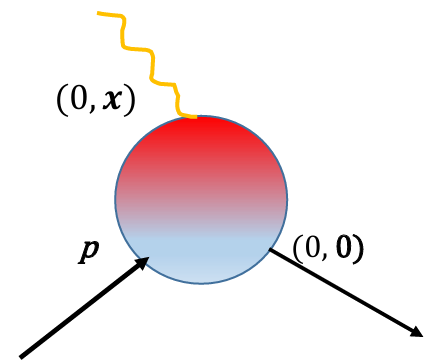 (0, x)
p
(0, 0)